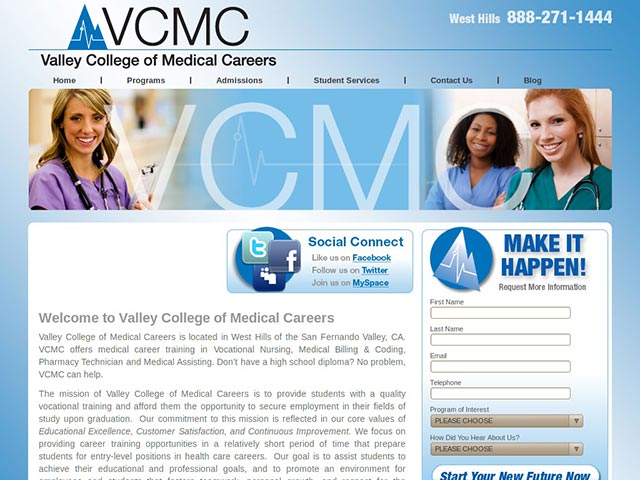 VCMC
Valley College of Medical Careers
West Hills 888-271-1444
Home Programs Admissions Student Services Contact Us Blog
VCMC
Social Connect
Like us on Facebook
Follow us on Twitter
Join us on MySpace
Welcome to Valley College of Medical Careers
Valley College of Medical Careers is located in West Hills of the San Fernando Valley, CA.
VCMC offers medical career training in Vocational Nursing, Medical Billing & Coding,
Pharmacy Technician and Medical Assisting. Don't have a high school diploma? No problem,
VCMC can help.
The mission of Valley College of Medical Careers is to provide students with a quality
vocational training and afford them the opportunity to secure employment in their fields of
study upon graduation. Our commitment to this mission is reflected in our core values of
Educational Excellence, Customer Satisfaction, and Continuous Improvement. We focus on
providing career training opportunities in a relatively short period of time that prepare
students for entry-level positions in health care careers. Our goal is to assist students to
achieve their educational and professional goals, and to promote an environment for
MAKE IT
HAPPEN!
Request More Information
First Name
Last Name
Email
Telephone
Program of Interest
PLEASE CHOOSE
How Did You Hear About Us?
PLEASE CHOOSE
Start Your New Future Now